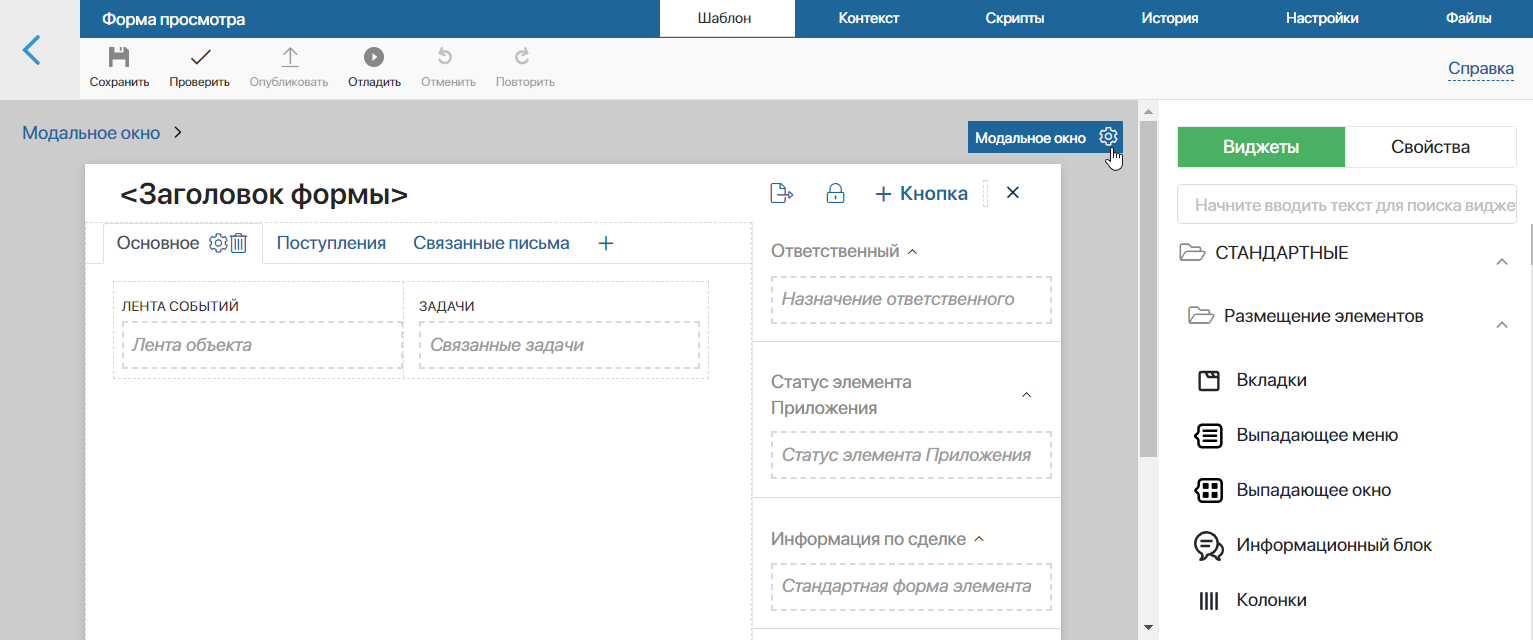 Форма просмотра
Шаблон
Контекст
Скрипты
История
Настройки
Файлы
Сохранить
Проверить
Опубликовать
Отладить
Отменить
Повторить
Справка
Модальное окно
Модальное окно
<Заголовок формы>
Кнопка
Основное
Поступления
Связанные письма
ЛЕНТА СОБЫТИЙ
ЗАДАЧИ
Лента объекта
Связанные задачи
Ответственный
Назначение ответственного
Статус элемента
Приложения
Статус элемента Приложения
Информация по сделке
Стандартная форма элемента
Виджеты
Свойства
Начните вводить текст для поиска видже
СТАНДАРТНЫЕ
Размещение элементов
Вкладки
Выпадающее меню
Выпадающее окно
Информационный блок
Колонки